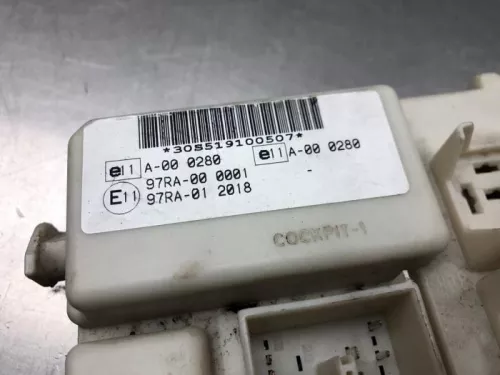 *30S519100507*
e11 A-00 0280 e11 A-00 0280
97RA-00 0001
E11 97RA-01 2018
COCKPIT-1